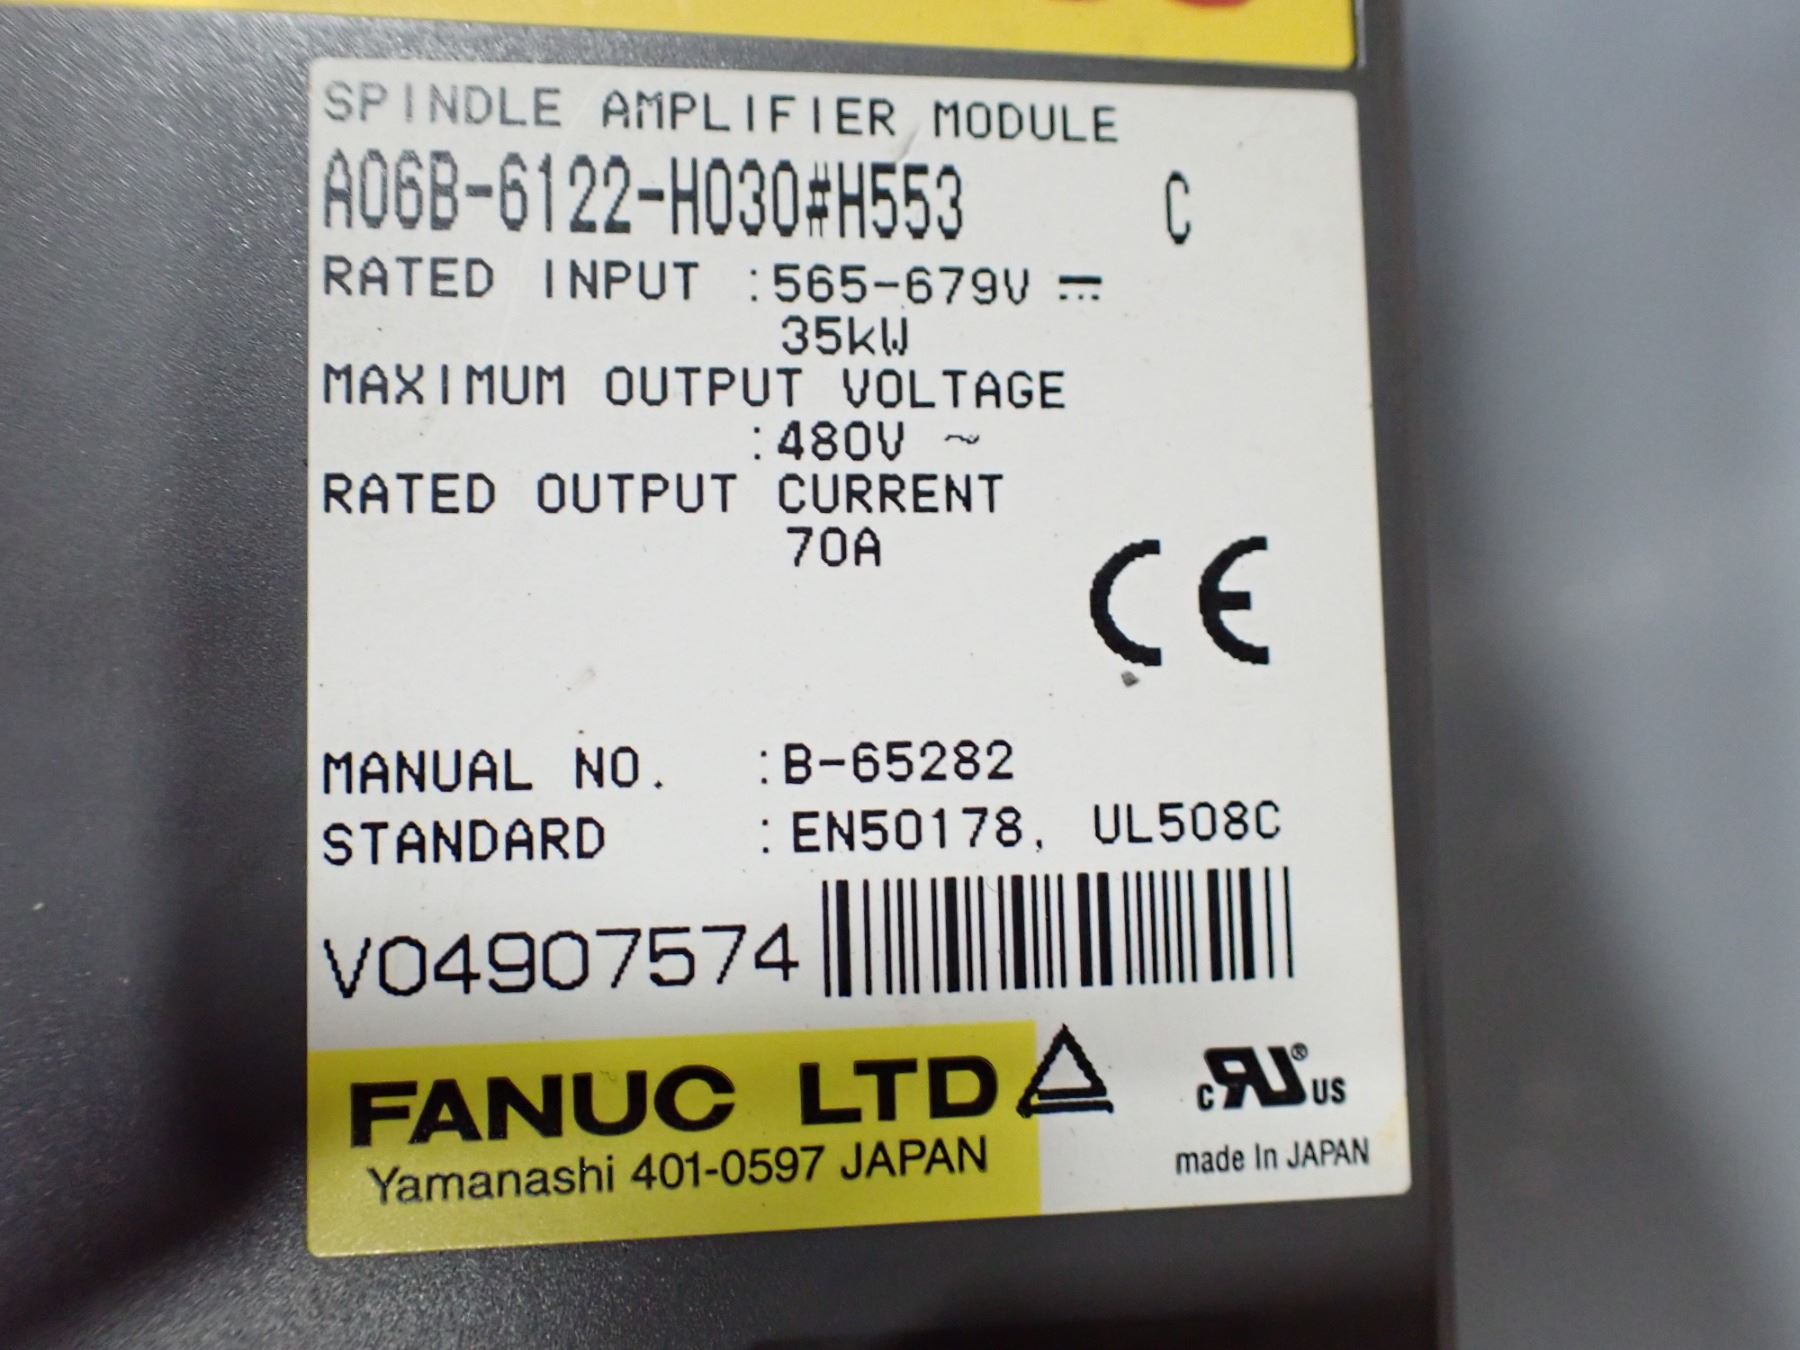 SPINDLE AMPLIFIER MODULE
A06B-6122-H030#H553 C
RATED INPUT :565-679V ⎓
35kW
MAXIMUM OUTPUT VOLTAGE
:480V ~
RATED OUTPUT CURRENT
70A
CE
MANUAL NO. :B-65282
STANDARD :EN50178, UL508C
V04907574
FANUC LTD
Yamanashi 401-0597 JAPAN
c RU ® US
made In JAPAN